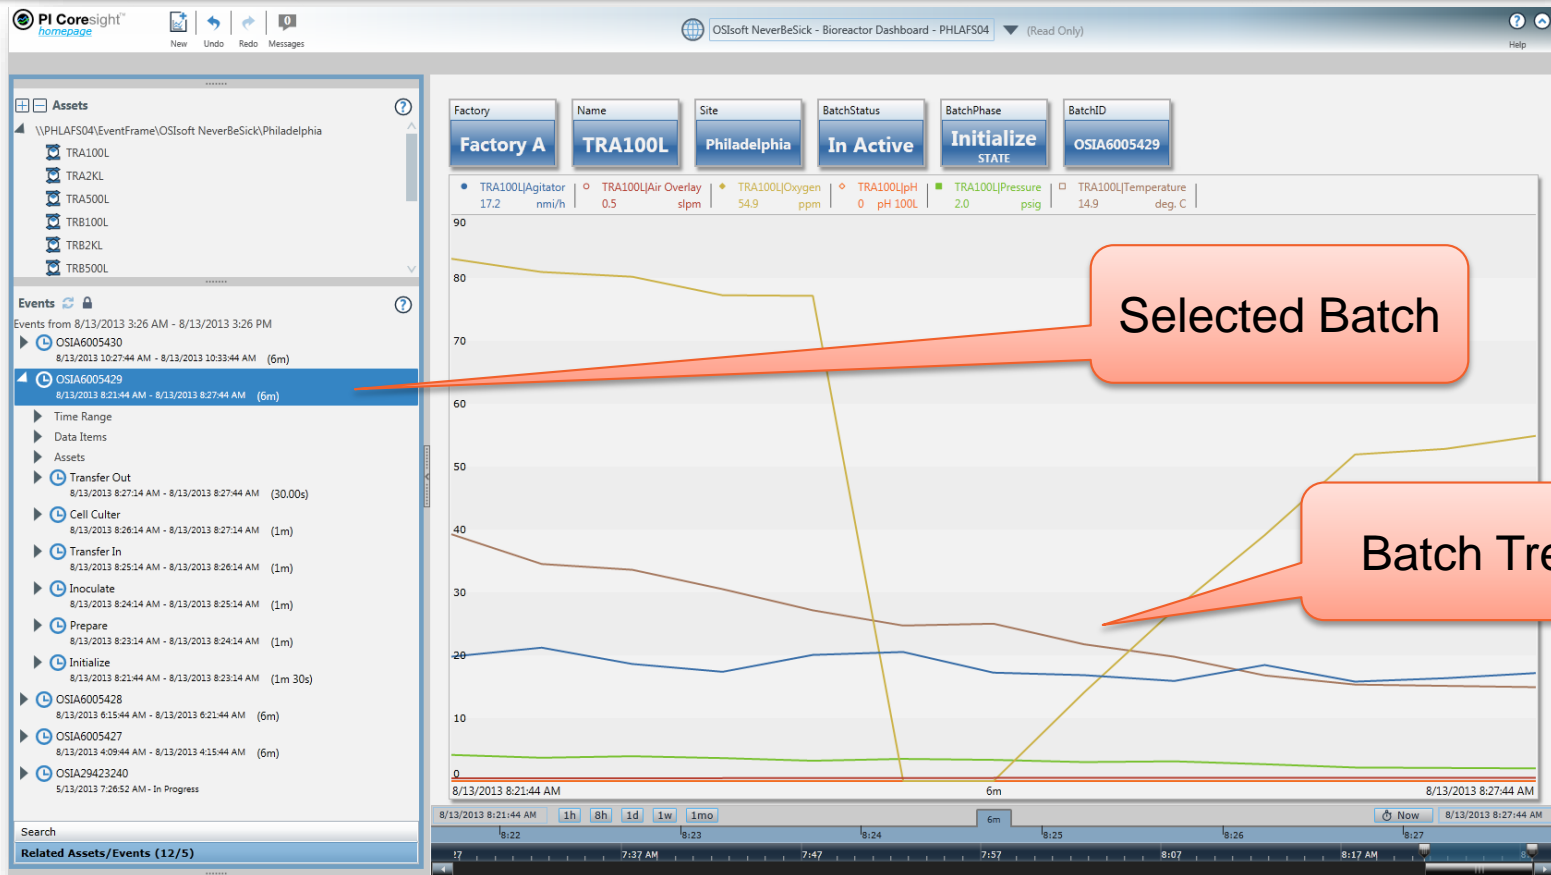 PI Coresight™
homepage
New
Undo
Redo
0
Messages
OSIsoft NeverBeSick - Bioreactor Dashboard - PHLAFS04
(Read Only)
?
Help
Assets
?
\\PHLAFS04\EventFrame\OSIsoft NeverBeSick\Philadelphia
TRA100L
TRA2KL
TRA500L
TRB100L
TRB2KL
TRB500L
Events
?
Events from 8/13/2013 3:26 AM - 8/13/2013 3:26 PM
OSIA6005430
8/13/2013 10:27:44 AM - 8/13/2013 10:33:44 AM (6m)
OSIA6005429
8/13/2013 8:21:44 AM - 8/13/2013 8:27:44 AM (6m)
Time Range
Data Items
Assets
Transfer Out
8/13/2013 8:27:14 AM - 8/13/2013 8:27:44 AM (30.00s)
Cell Culter
8/13/2013 8:26:14 AM - 8/13/2013 8:27:14 AM (1m)
Transfer In
8/13/2013 8:25:14 AM - 8/13/2013 8:26:14 AM (1m)
Inoculate
8/13/2013 8:24:14 AM - 8/13/2013 8:25:14 AM (1m)
Prepare
8/13/2013 8:23:14 AM - 8/13/2013 8:24:14 AM (1m)
Initialize
8/13/2013 8:21:44 AM - 8/13/2013 8:23:14 AM (1m 30s)
OSIA6005428
8/13/2013 6:15:44 AM - 8/13/2013 6:21:44 AM (6m)
OSIA6005427
8/13/2013 4:09:44 AM - 8/13/2013 4:15:44 AM (6m)
OSIA29423240
5/13/2013 7:26:52 AM - In Progress
Search
Related Assets/Events (12/5)
Factory
Factory A
Name
TRA100L
Site
Philadelphia
BatchStatus
In Active
BatchPhase
Initialize
STATE
BatchID
OSIA6005429
TRA100L|Agitator
17.2 nmi/h
TRA100L|Air Overlay
0.5 slpm
TRA100L|Oxygen
54.9 ppm
TRA100L|pH
0 pH 100L
TRA100L|Pressure
2.0 psig
TRA100L|Temperature
14.9 deg. C
90
80
70
60
50
40
30
20
10
0
Selected Batch
Batch Tre
8/13/2013 8:21:44 AM 6m 8/13/2013 8:27:44 AM
8/13/2013 8:21:44 AM 1h 8h 1d 1w 1mo 6m Now 8/13/2013 8:27:44 AM
8:22 8:23 8:24 8:25 8:26 8:27
7:37 AM 7:47 7:57 8:07 8:17 AM